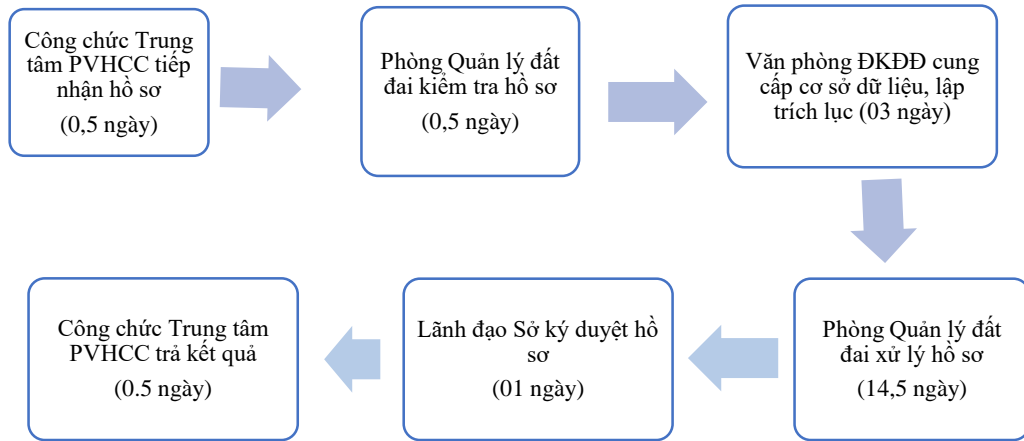 Công chức Trung
tâm PVHCC tiếp
nhận hồ sơ
(0,5 ngày)
Phòng Quản lý đất
đai kiểm tra hồ sơ
(0,5 ngày)
Văn phòng ĐKĐĐ cung
cấp cơ sở dữ liệu, lập
trích lục (03 ngày)
Phòng Quản lý đất
đai xử lý hồ sơ
(14,5 ngày)
Lãnh đạo Sở ký duyệt hồ
sơ
(01 ngày)
Công chức Trung tâm
PVHCC trả kết quả
(0.5 ngày)